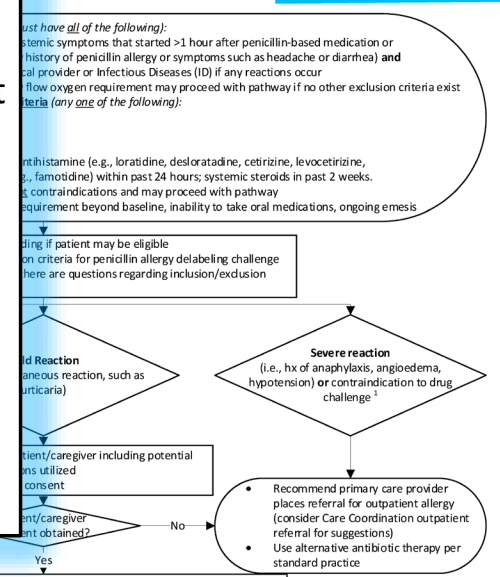 ust have all of the following):
stemic symptoms that started >1 hour after penicillin-based medication or
history of penicillin allergy or symptoms such as headache or diarrhea) and
cal provider or Infectious Diseases (ID) if any reactions occur
flow oxygen requirement may proceed with pathway if no other exclusion criteria exist
iteria (any one of the following):
ntihistamine (e.g., loratidine, desloratadine, cetirizine, levocetirizine,
g., famotidine) within past 24 hours; systemic steroids in past 2 weeks.
t contraindications and may proceed with pathway
equirement beyond baseline, inability to take oral medications, ongoing emesis
ding if patient may be eligible
on criteria for penicillin allergy delabeling challenge
here are questions regarding inclusion/exclusion
ld Reaction
aneous reaction, such as
urticaria)
Severe reaction
(i.e., hx of anaphylaxis, angioedema,
hypotension) or contraindication to drug
challenge 1
tient/caregiver including potential
ns utilized
consent
ent/caregiver
ent obtained?
No
Yes
• Recommend primary care provider
places referral for outpatient allergy
(consider Care Coordination outpatient
referral for suggestions)
• Use alternative antibiotic therapy per
standard practice